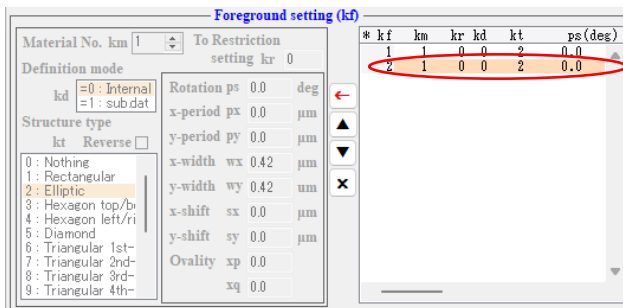 Foreground setting (kf)
Material No. km 1
To Restriction
setting kr 0
Definition mode
kd =0 : Internal
=1 : sub.dat
Structure type
kt Reverse
0 : Nothing
1 : Rectangular
2 : Elliptic
3 : Hexagon top/b
4 : Hexagon left/ri
5 : Diamond
6 : Triangular 1st-
7 : Triangular 2nd-
8 : Triangular 3rd-
9 : Triangular 4th-
Rotation ps 0.0 deg
x-period px 0.0 μm
y-period py 0.0 μm
x-width wx 0.42 μm
y-width wy 0.42 um
x-shift sx 0.0 μm
y-shift sy 0.0 μm
Ovality xp 0.0
xq 0.0
←
▲
▼
x
* kf km kr kd kt ps(deg)
1 1 0 0 2 0.0
2 1 0 0 2 0.0